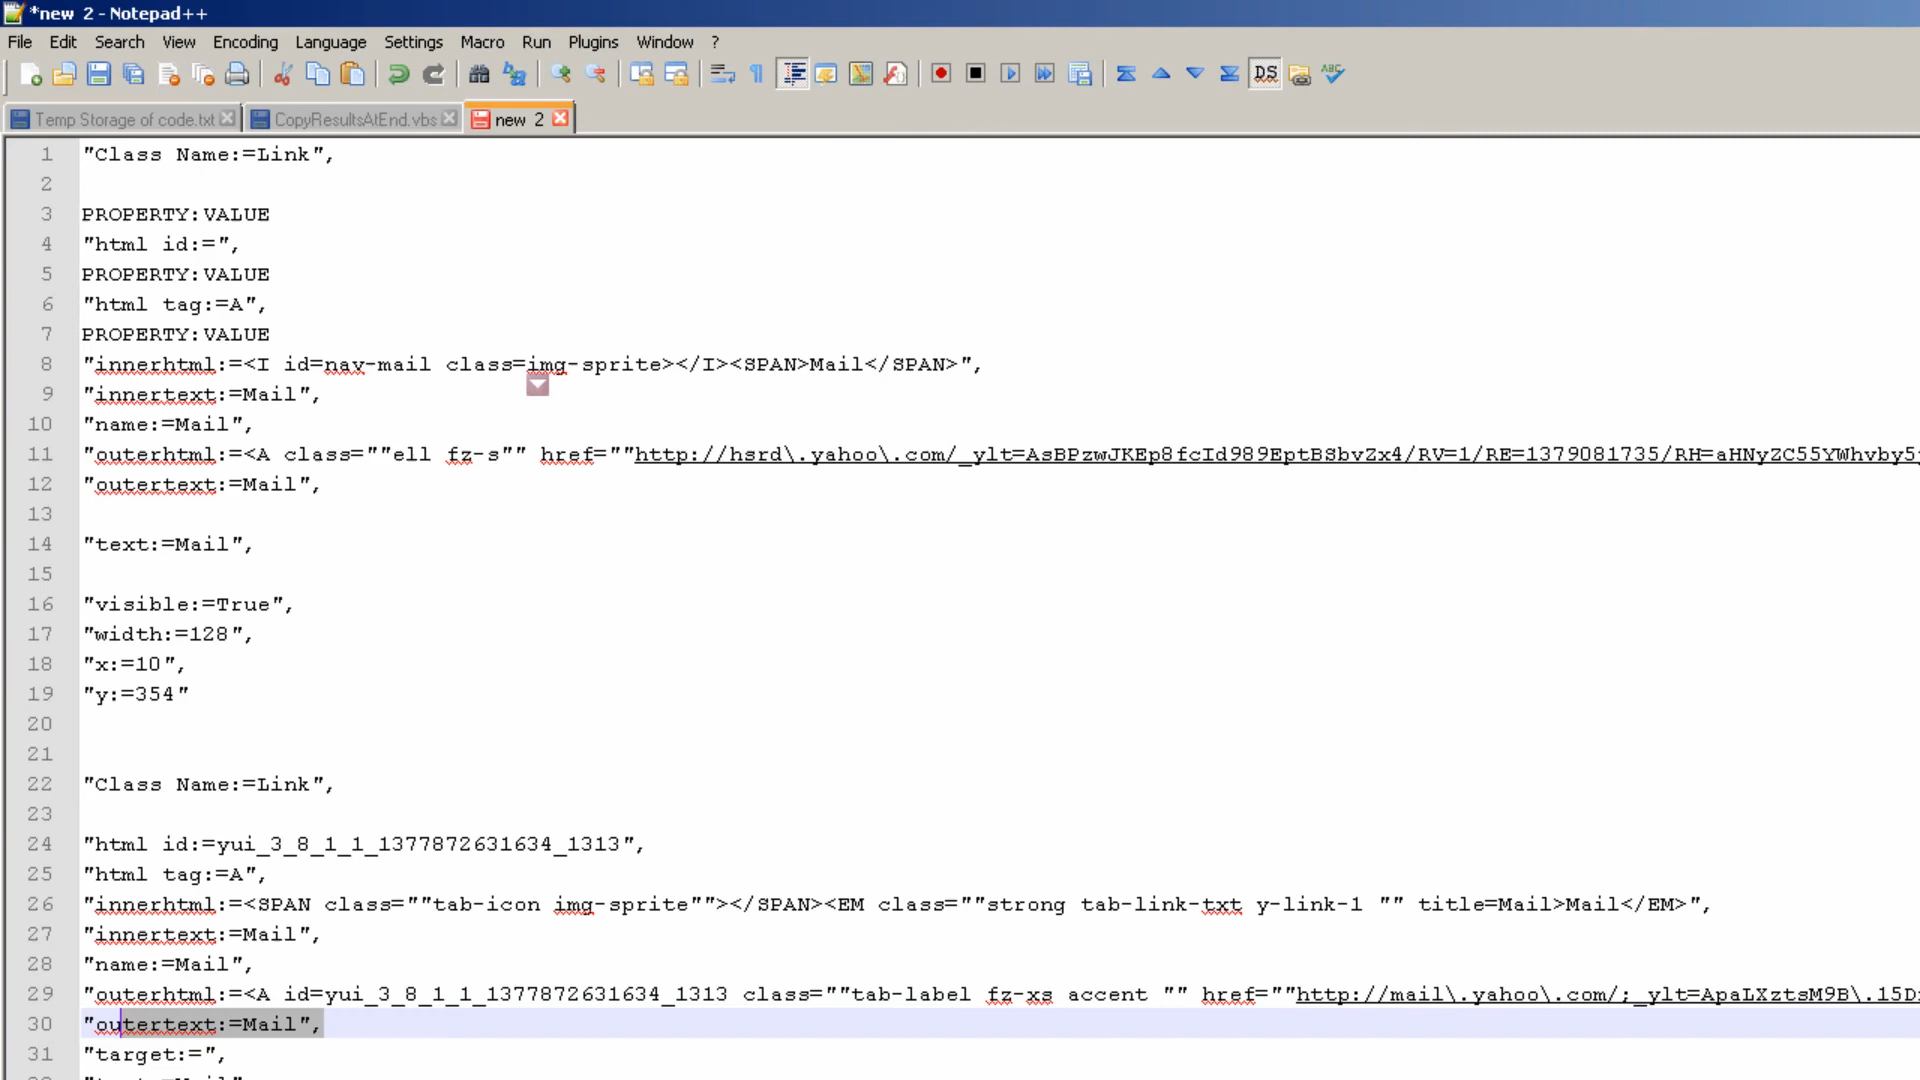 *new 2 - Notepad++
File Edit Search View Encoding Language Settings Macro Run Plugins Window ?
DS ABC
Temp Storage of code.txt CopyResultsAtEnd.vbs new 2
1 "Class Name:=Link",
2
3 PROPERTY:VALUE
4 "html id:=",
5 PROPERTY:VALUE
6 "html tag:=A",
7 PROPERTY:VALUE
8 "innerhtml:=<I id=nav-mail class=img-sprite></I><SPAN>Mail</SPAN>",
9 "innertext:=Mail",
10 "name:=Mail",
11 "outerhtml:=<A class=""ell fz-s"" href=""http://hsrd\.yahoo\.com/_ylt=AsBPzwJKEp8fcId989EptBSbvZx4/RV=1/RE=1379081735/RH=aHNyZC55YWhvby5j
12 "outertext:=Mail",
13
14 "text:=Mail",
15
16 "visible:=True",
17 "width:=128",
18 "x:=10",
19 "y:=354"
20
21
22 "Class Name:=Link",
23
24 "html id:=yui_3_8_1_1_1377872631634_1313",
25 "html tag:=A",
26 "innerhtml:=<SPAN class=""tab-icon img-sprite""></SPAN><EM class=""strong tab-link-txt y-link-1 "" title=Mail>Mail</EM>",
27 "innertext:=Mail",
28 "name:=Mail",
29 "outerhtml:=<A id=yui_3_8_1_1_1377872631634_1313 class=""tab-label fz-xs accent "" href=""http://mail\.yahoo\.com/;_ylt=ApaLXztsM9B\.15D
30 "outertext:=Mail",
31 "target:=",